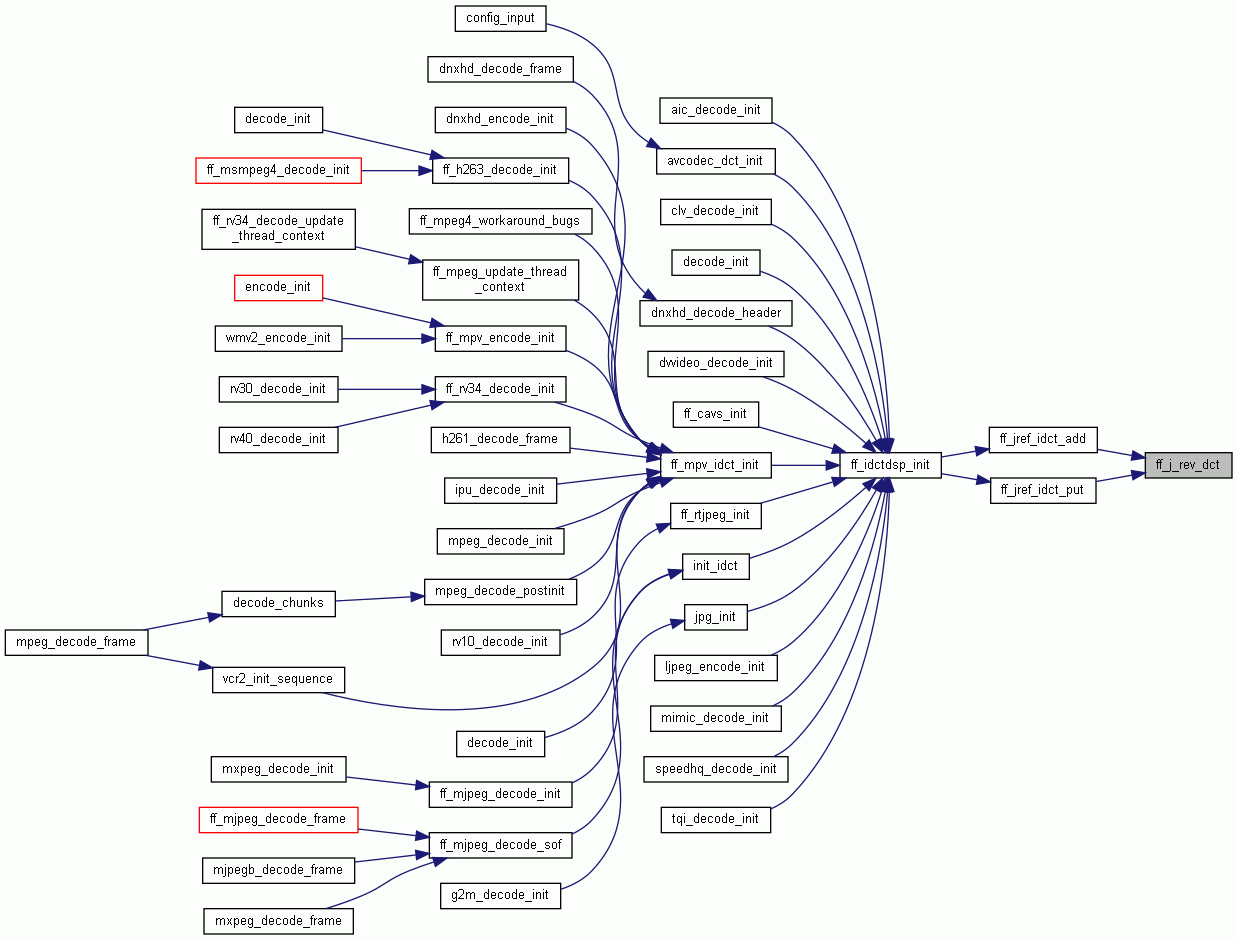 config_input
dnxhd_decode_frame
aic_decode_init
decode_init
dnxhd_encode_init
avcodec_dct_init
ff_msmpeg4_decode_init
ff_h263_decode_init
clv_decode_init
ff_rv34_decode_update
_thread_context
ff_mpeg4_workaround_bugs
decode_init
ff_mpeg_update_thread
_context
encode_init
dnxhd_decode_header
wmv2_encode_init
ff_mpv_encode_init
dvvideo_decode_init
rv30_decode_init
ff_rv34_decode_init
ff_cavs_init
rv40_decode_init
h261_decode_frame
ff_jref_idct_add
ff_mpv_idct_init
ff_idctdsp_init
ff_j_rev_dct
ipu_decode_init
ff_jref_idct_put
ff_rtjpeg_init
mpeg_decode_init
init_idct
mpeg_decode_postinit
decode_chunks
jpg_init
mpeg_decode_frame
rv10_decode_init
ljpeg_encode_init
vcr2_init_sequence
mimic_decode_init
decode_init
mxpeg_decode_init
speedhq_decode_init
ff_mjpeg_decode_init
ff_mjpeg_decode_frame
tqi_decode_init
ff_mjpeg_decode_sof
mjpegb_decode_frame
g2m_decode_init
mxpeg_decode_frame